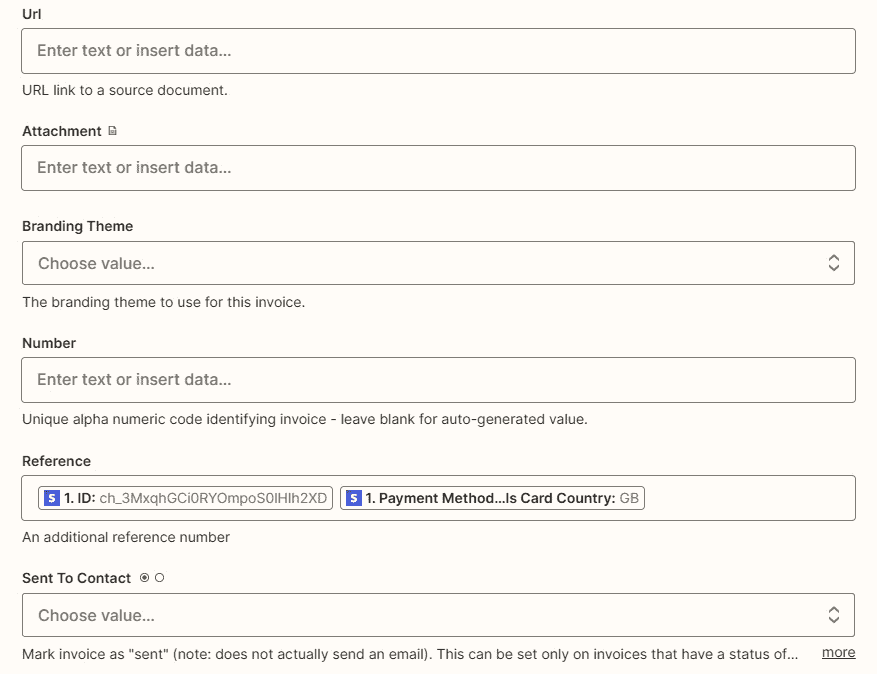 Url
Enter text or insert data...
URL link to a source document.
Attachment
Enter text or insert data...
Branding Theme
Choose value...
The branding theme to use for this invoice.
Number
Enter text or insert data...
Unique alpha numeric code identifying invoice - leave blank for auto-generated value.
Reference
S 1. ID: ch_3MxqhGCi0RYOmpoS0IHIh2XD S 1. Payment Method...ls Card Country: GB
An additional reference number
Sent To Contact
Choose value...
Mark invoice as "sent" (note: does not actually send an email). This can be set only on invoices that have a status of... more